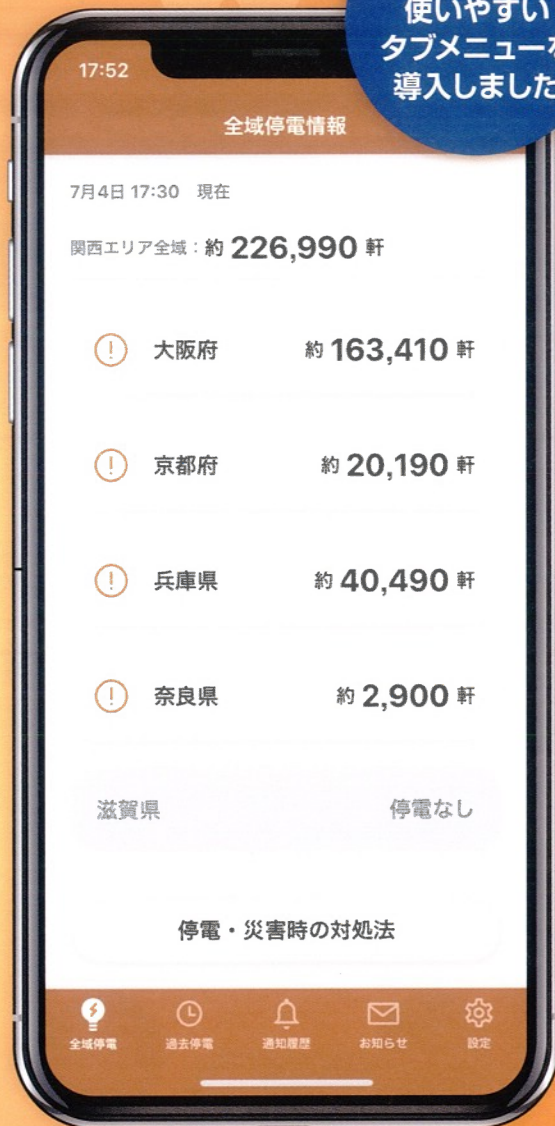 使いやすい
タブメニューを
導入しました
17:52
全域停電情報
7月4日 17:30 現在
関西エリア全域：約 226,990 軒
大阪府 約 163,410 軒
京都府 約 20,190 軒
兵庫県 約 40,490 軒
奈良県 約 2,900 軒
滋賀県 停電なし
停電・災害時の対処法
全域停電 過去停電 通知履歴 お知らせ 設定